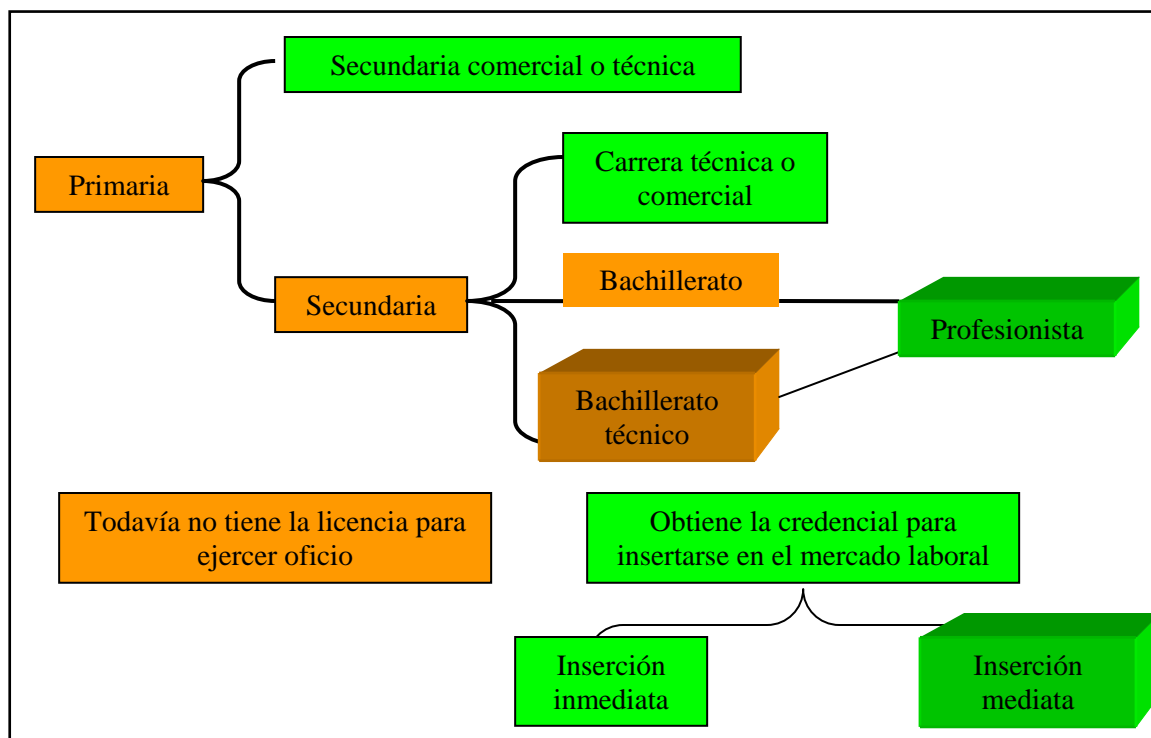 Secundaria comercial o técnica
Primaria
Carrera técnica o
comercial
Secundaria
Bachillerato
Profesionista
Bachillerato
técnico
Todavía no tiene la licencia para
ejercer oficio
Obtiene la credencial para
insertarse en el mercado laboral
Inserción
inmediata
Inserción
mediata